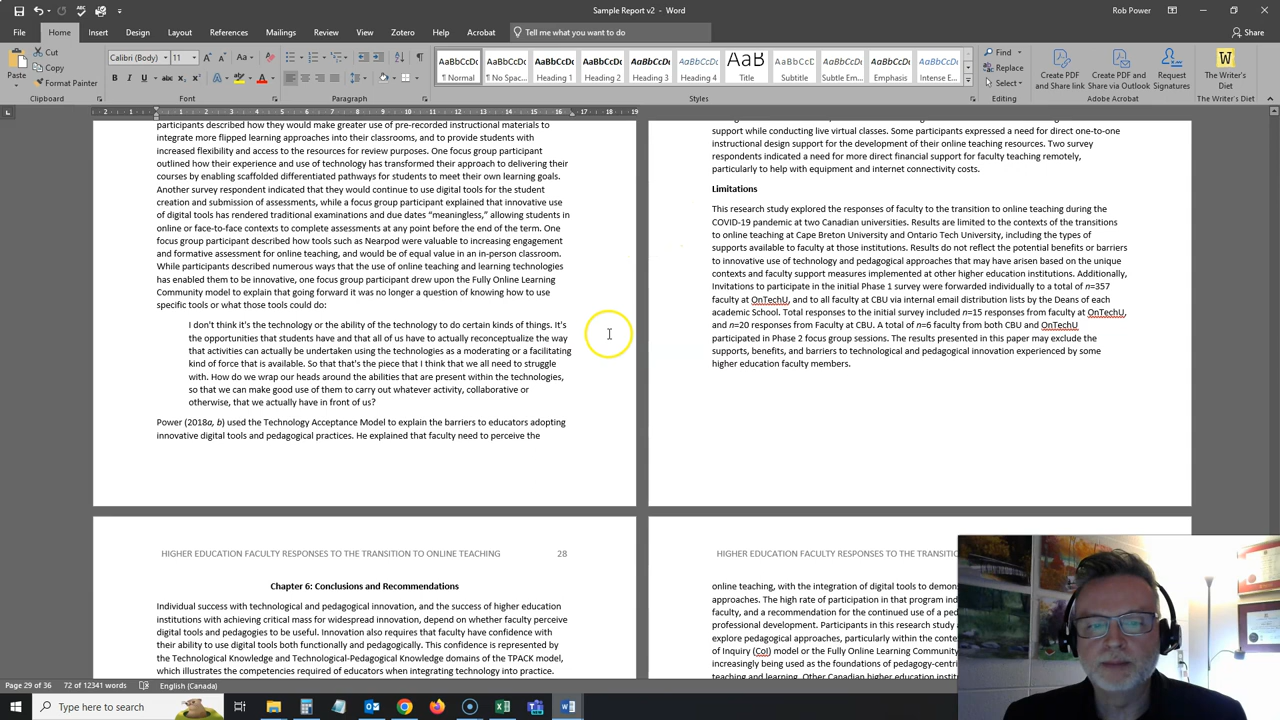 Sample Report v2 - Word
Rob Power
File
Home
Insert
Design
Layout
References
Mailings
Review
View
Zotero
Help
Acrobat
Tell me what you want to do
Share
Paste
Cut
Copy
Format Painter
Calibri (Body)
11
AaBbCcDc
¶ Normal
AaBbCcDc
¶ No Spac...
AaBbCc
Heading 1
AaBbCcDc
Heading 2
AaBbCcDc
Heading 3
AaBbCcDc
Heading 4
AaB
Title
AaBbCcDc
Subtitle
AaBbCcDc
Subtle Em...
AaBbCcDc
Emphasis
AaBbCcDc
Intense E...
Find
Replace
Select
Create PDF
and Share link
Create PDF and
Share via Outlook
Request
Signatures
The Writer's
Diet
Clipboard
Font
Paragraph
Styles
Editing
Adobe Acrobat
The Writer's Diet
participants described how they would make greater use of pre-recorded instructional materials to
integrate more flipped learning approaches into their classrooms, and to provide students with
increased flexibility and access to the resources for review purposes. One focus group participant
outlined how their experience and use of technology has transformed their approach to delivering their
courses by enabling scaffolded differentiated pathways for students to meet their own learning goals.
Another survey respondent indicated that they would continue to use digital tools for the student
creation and submission of assessments, while a focus group participant explained that innovative use
of digital tools has rendered traditional examinations and due dates “meaningless,” allowing students in
online or face-to-face contexts to complete assessments at any point before the end of the term. One
focus group participant described how tools such as Nearpod were valuable to increasing engagement
and formative assessment for online teaching, and would be of equal value in an in-person classroom.
While participants described numerous ways that the use of online teaching and learning technologies
has enabled them to be innovative, one focus group participant drew upon the Fully Online Learning
Community model to explain that going forward it was no longer a question of knowing how to use
specific tools or what those tools could do:
I don't think it's the technology or the ability of the technology to do certain kinds of things. It's
the opportunities that students have and that all of us have to actually reconceptualize the way
that activities can actually be undertaken using the technologies as a moderating or a facilitating
kind of force that is available. So that that's the piece that I think that we all need to struggle
with. How do we wrap our heads around the abilities that are present within the technologies,
so that we can make good use of them to carry out whatever activity, collaborative or
otherwise, that we actually have in front of us?
Power (2018a, b) used the Technology Acceptance Model to explain the barriers to educators adopting
innovative digital tools and pedagogical practices. He explained that faculty need to perceive the
support while conducting live virtual classes. Some participants expressed a need for direct one-to-one
instructional design support for the development of their online teaching resources. Two survey
respondents indicated a need for more direct financial support for faculty teaching remotely,
particularly to help with equipment and internet connectivity costs.
Limitations
This research study explored the responses of faculty to the transition to online teaching during the
COVID-19 pandemic at two Canadian universities. Results are limited to the contexts of the transitions
to online teaching at Cape Breton University and Ontario Tech University, including the types of
supports available to faculty at those institutions. Results do not reflect the potential benefits or barriers
to innovative use of technology and pedagogical approaches that may have arisen based on the unique
contexts and faculty support measures implemented at other higher education institutions. Additionally,
Invitations to participate in the initial Phase 1 survey were forwarded individually to a total of n=357
faculty at OnTechU, and to all faculty at CBU via internal email distribution lists by the Deans of each
academic School. Total responses to the initial survey included n=15 responses from faculty at OnTechU,
and n=20 responses from Faculty at CBU. A total of n=6 faculty from both CBU and OnTechU
participated in Phase 2 focus group sessions. The results presented in this paper may exclude the
supports, benefits, and barriers to technological and pedagogical innovation experienced by some
higher education faculty members.
HIGHER EDUCATION FACULTY RESPONSES TO THE TRANSITION TO ONLINE TEACHING 28
Chapter 6: Conclusions and Recommendations
Individual success with technological and pedagogical innovation, and the success of higher education
institutions with achieving critical mass for widespread innovation, depend on whether faculty perceive
digital tools and pedagogies to be useful. Innovation also requires that faculty have confidence with
their ability to use digital tools both functionally and pedagogically. This confidence is represented by
the Technological Knowledge and Technological-Pedagogical Knowledge domains of the TPACK model,
which illustrates the competencies required of educators when integrating technology into practice.
HIGHER EDUCATION FACULTY RESPONSES TO THE TRANSITI
online teaching, with the integration of digital tools to demon
approaches. The high rate of participation in that program ind
faculty, and a recommendation for the continued use of a pe
professional development. Participants in this research study
explore pedagogical approaches, particularly within the conte
of Inquiry (CoI) model or the Fully Online Learning Community
increasingly being used as the foundations of pedagogy-centri
Page 29 of 36
72 of 12341 words
English (Canada)
Type here to search